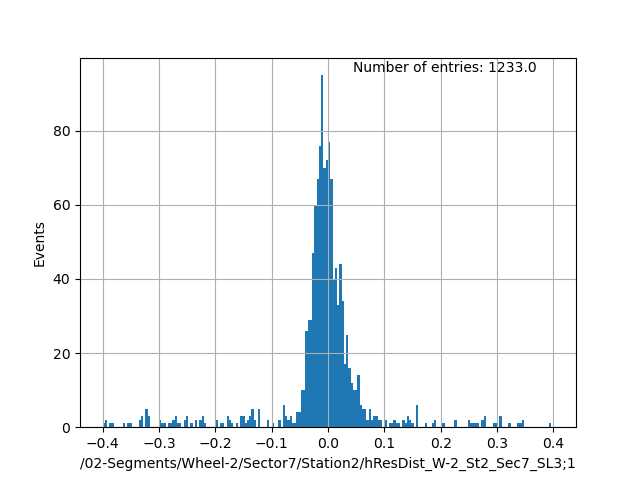 Number of entries: 1233.0
80
60
40
20
0
Events
−0.4 −0.3 −0.2 −0.1 0.0 0.1 0.2 0.3 0.4
/02-Segments/Wheel-2/Sector7/Station2/hResDist_W-2_St2_Sec7_SL3;1